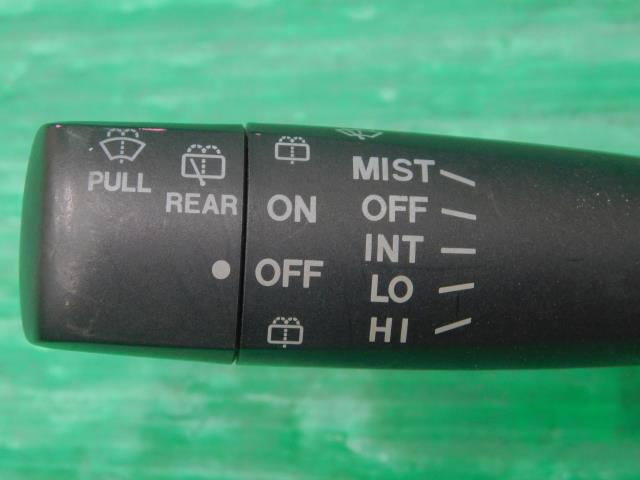 PULL
REAR
ON
OFF
MIST
OFF
INT
LO
HI